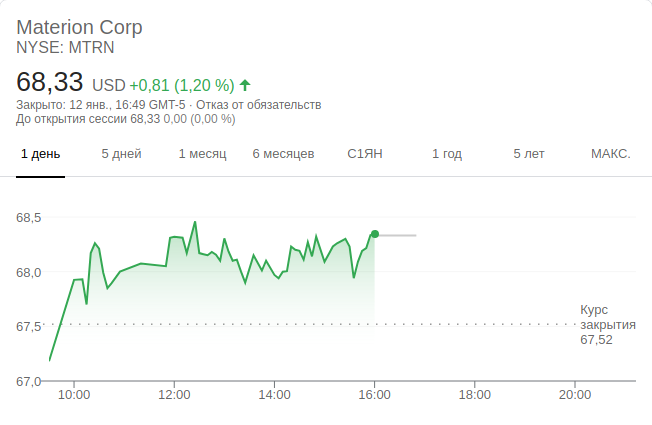 Materion Corp
NYSE: MTRN
68,33 USD +0,81 (1,20 %)
Закрыто: 12 янв., 16:49 GMT-5 · Отказ от обязательств
До открытия сессии 68,33 0,00 (0,00 %)
1 день 5 дней 1 месяц 6 месяцев С1ЯН 1 год 5 лет МАКС.
68,5
68,0
67,5
67,0
Курс
закрытия
67,52
10:00 12:00 14:00 16:00 18:00 20:00